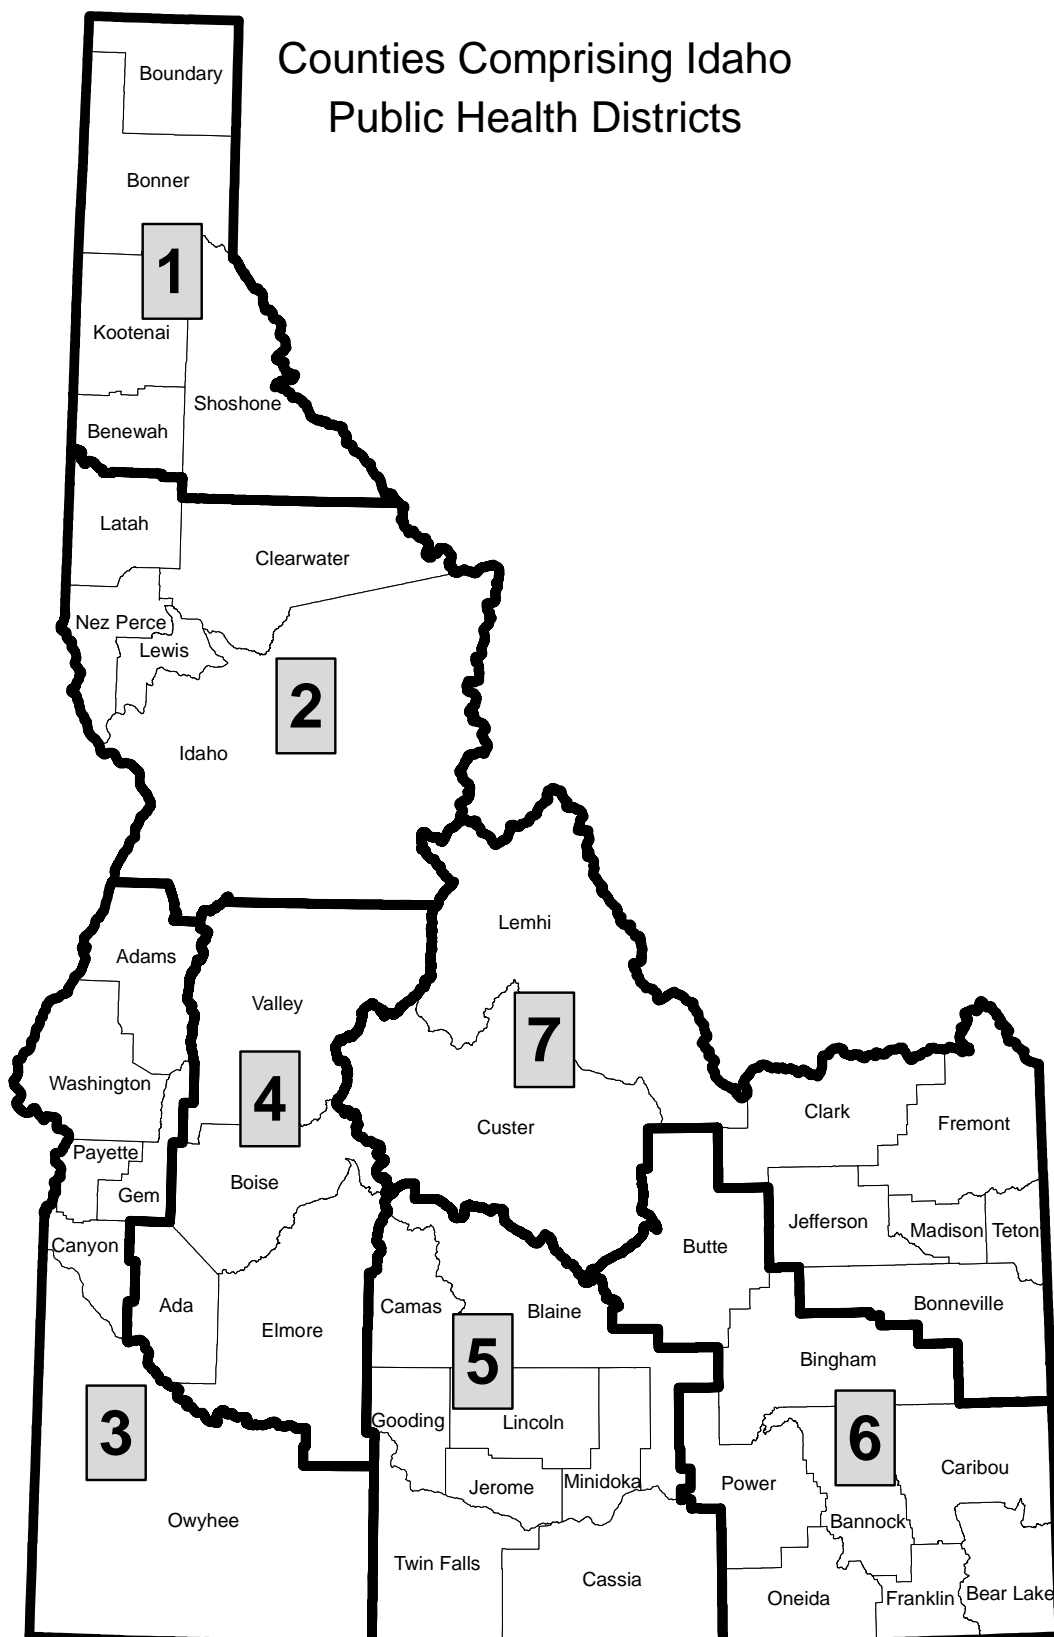 Counties Comprising Idaho
Public Health Districts
Boundary
Bonner
1
Kootenai
Shoshone
Benewah
Latah
Clearwater
Nez Perce
Lewis
2
Idaho
Lemhi
Adams
Valley
7
Washington
4
Clark
Fremont
Custer
Payette
Boise
Gem
Jefferson
Madison
Teton
Canyon
Butte
Ada
Camas
Blaine
Bonneville
Elmore
5
Bingham
Gooding
Lincoln
3
6
Jerome
Minidoka
Power
Caribou
Owyhee
Bannock
Twin Falls
Cassia
Oneida
Franklin
Bear Lake